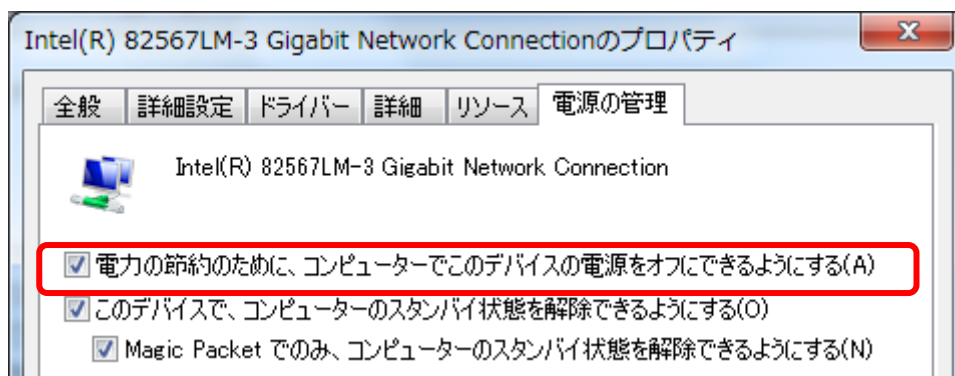 Intel(R) 82567LM-3 Gigabit Network Connectionのプロパティ
全般 詳細設定 ドライバー 詳細 リソース 電源の管理
Intel(R) 82567LM-3 Gigabit Network Connection
電力の節約のために、コンピューターでこのデバイスの電源をオフにできるようにする(A)
このデバイスで、コンピューターのスタンバイ状態を解除できるようにする(O)
Magic Packet でのみ、コンピューターのスタンバイ状態を解除できるようにする(N)